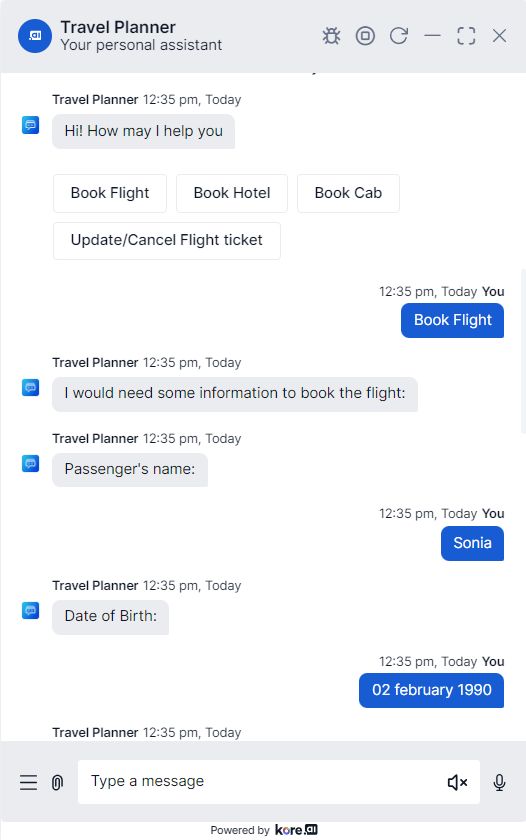 .ai
Travel Planner
Your personal assistant
Travel Planner 12:35 pm, Today
Hi! How may I help you
Book Flight
Book Hotel
Book Cab
Update/Cancel Flight ticket
12:35 pm, Today You
Book Flight
Travel Planner 12:35 pm, Today
I would need some information to book the flight:
Travel Planner 12:35 pm, Today
Passenger's name:
12:35 pm, Today You
Sonia
Travel Planner 12:35 pm, Today
Date of Birth:
12:35 pm, Today You
02 february 1990
Travel Planner 12:35 pm, Today
Type a message
Powered by kore.ai